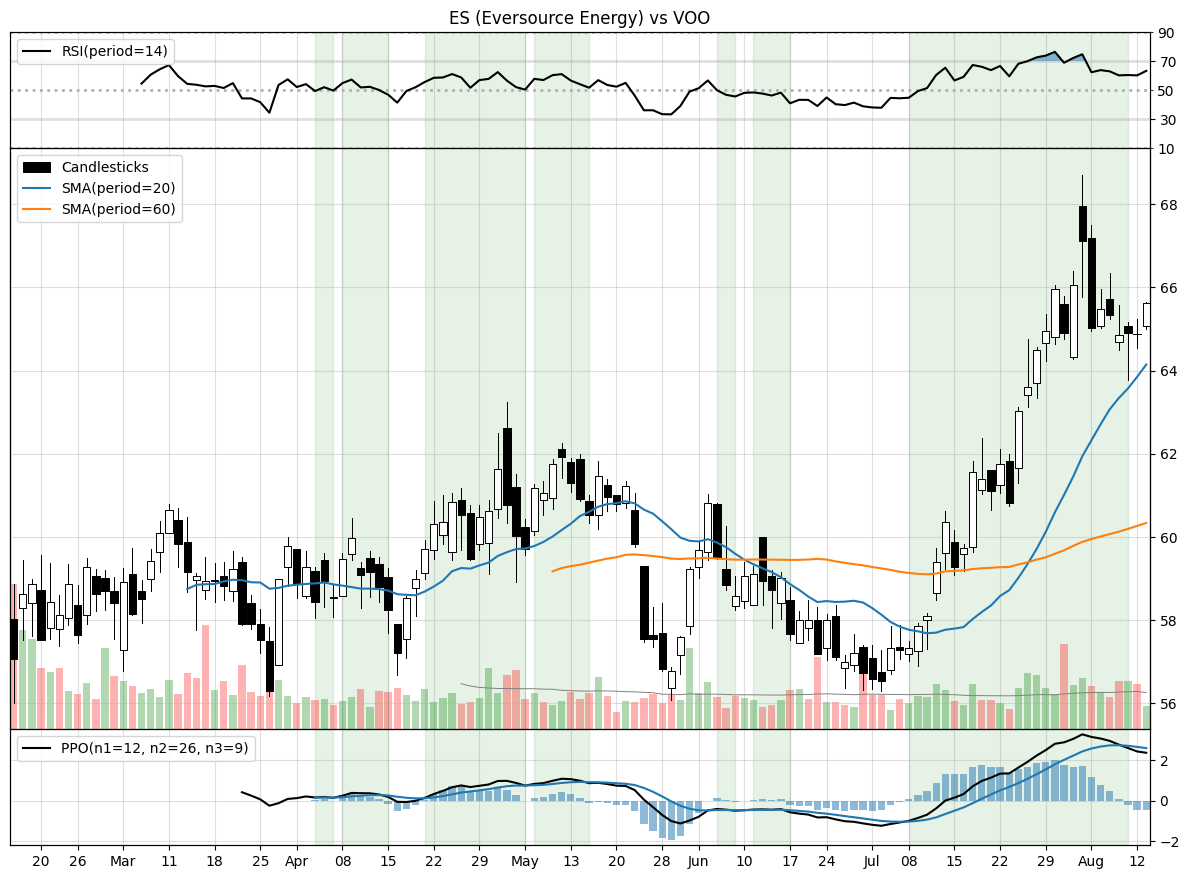 ES (Eversource Energy) vs VOO
RSI(period=14)
90
70
50
30
10
Candlesticks
SMA(period=20)
SMA(period=60)
68
66
64
62
60
58
56
PPO(n1=12, n2=26, n3=9)
2
0
−2
20 26 Mar 11 18 25 Apr 08 15 22 29 May 13 20 28 Jun 10 17 24 Jul 08 15 22 29 Aug 12